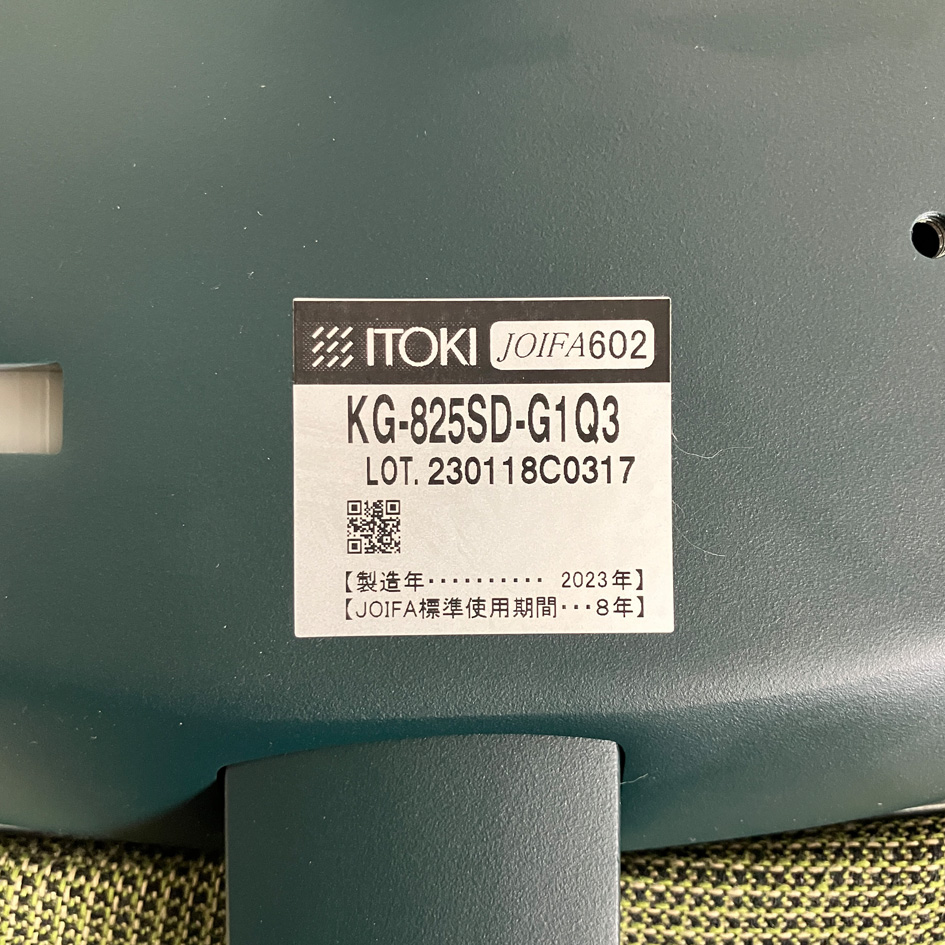 ITOKI JOIFA602
KG-825SD-G1Q3
LOT. 230118C0317
【製造年·········· 2023年】
【JOIFA標準使用期間···8年】